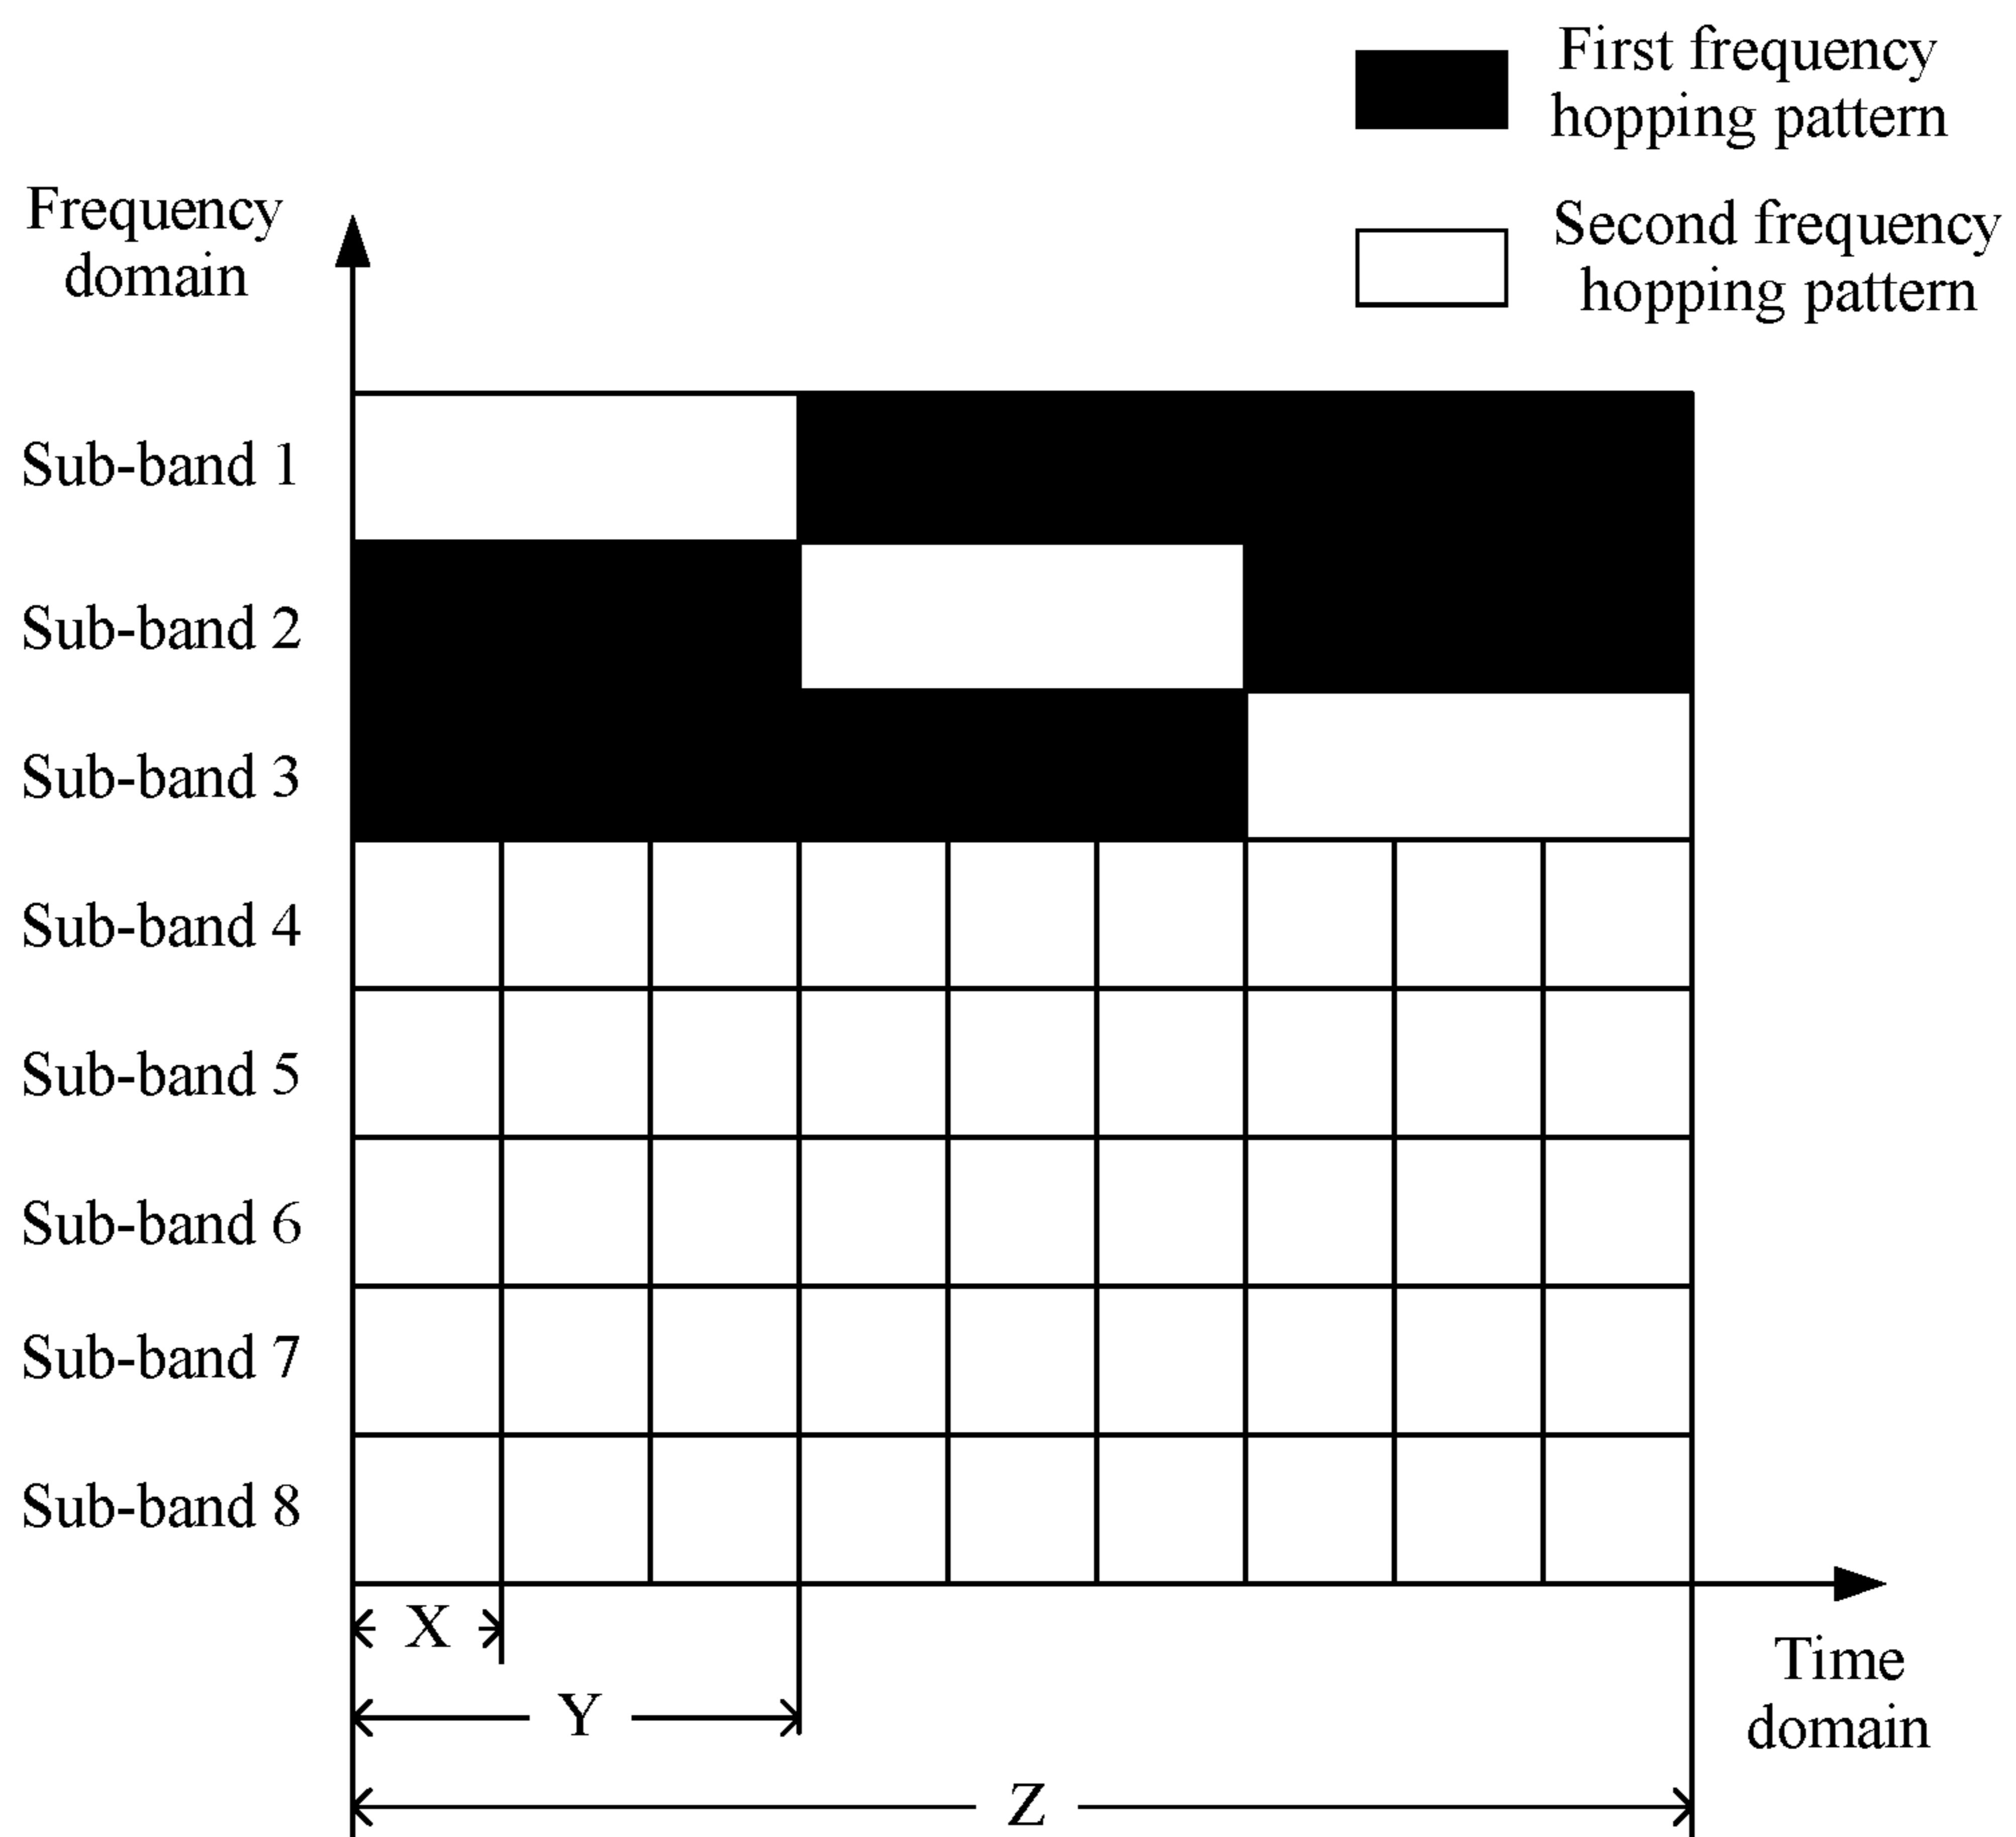 First frequency
hopping pattern
Second frequency
hopping pattern
Frequency
domain
Sub-band 1
Sub-band 2
Sub-band 3
Sub-band 4
Sub-band 5
Sub-band 6
Sub-band 7
Sub-band 8
X
Y
Z
Time
domain